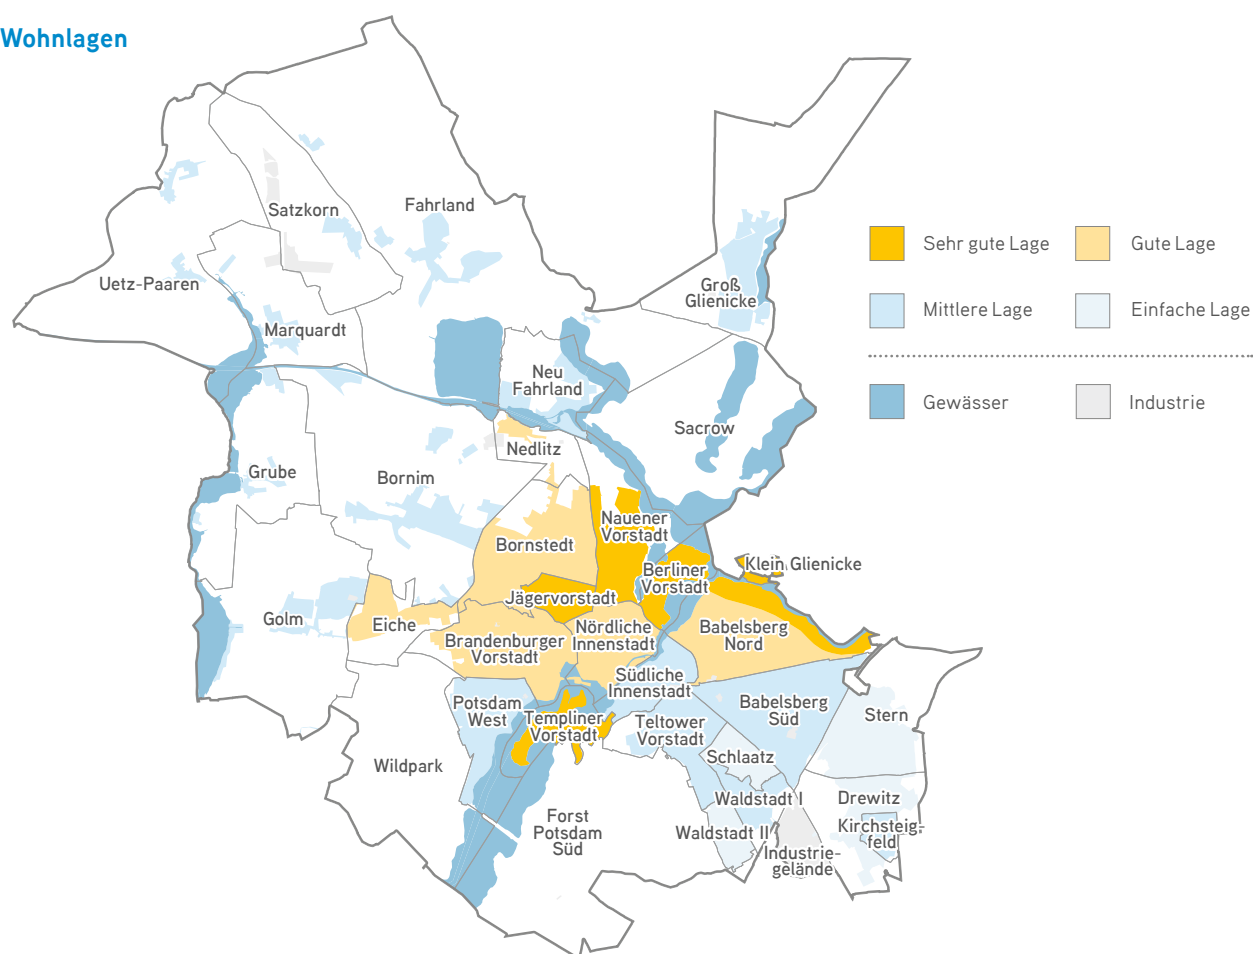 Wohnlagen
Satzkorn
Fahrland
Uetz-Paaren
Groß
Glienicke
Marquardt
Neu
Fahrland
Sacrow
Nedlitz
Grube
Bornim
Nauener
Vorstadt
Bornstedt
Berliner
Vorstadt
Klein Glienicke
Jägervorstadt
Golm
Eiche
Brandenburger
Vorstadt
Nördliche
Innenstadt
Babelsberg
Nord
Südliche
Innenstadt
Potsdam
West
Templiner
Vorstadt
Teltower
Vorstadt
Babelsberg
Süd
Stern
Schlaatz
Wildpark
Waldstadt I
Drewitz
Forst
Potsdam
Süd
Waldstadt II
Kirchsteig-
feld
Industrie-
gelände
Sehr gute Lage
Gute Lage
Mittlere Lage
Einfache Lage
Gewässer
Industrie